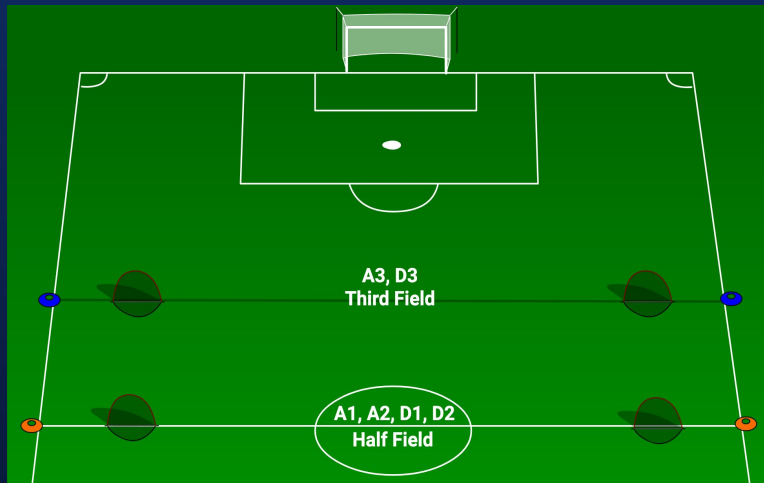 A3, D3
Third Field
A1, A2, D1, D2
Half Field